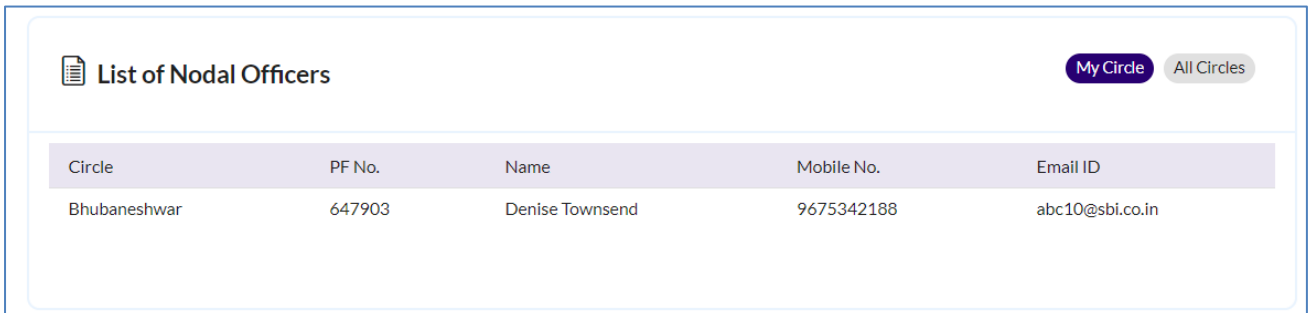 List of Nodal Officers
My Circle All Circles
Circle PF No. Name Mobile No. Email ID
Bhubaneshwar 647903 Denise Townsend 9675342188 abc10@sbi.co.in